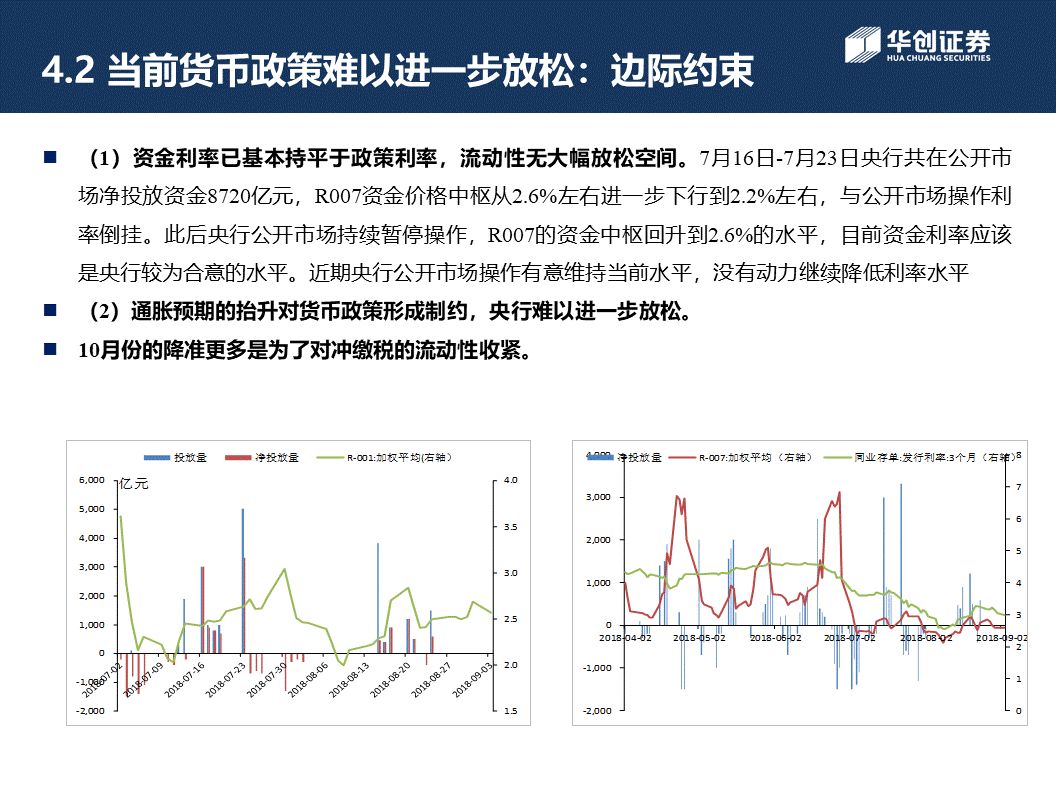 4.2 当前货币政策难以进一步放松：边际约束
华创证券
HUA CHUANG SECURITIES
（1）资金利率已基本持平于政策利率，流动性无大幅放松空间。7月16日-7月23日央行共在公开市
场净投放资金8720亿元，R007资金价格中枢从2.6%左右进一步下行到2.2%左右，与公开市场操作利
率倒挂。此后央行公开市场持续暂停操作，R007的资金中枢回升到2.6%的水平，目前资金利率应该
是央行较为合意的水平。近期央行公开市场操作有意维持当前水平，没有动力继续降低利率水平
（2）通胀预期的抬升对货币政策形成制约，央行难以进一步放松。
10月份的降准更多是为了对冲缴税的流动性收紧。
投放量 净投放量 R-001:加权平均(右轴）
亿元
6,000
5,000
4,000
3,000
2,000
1,000
0
-1,000
-2,000
4.0
3.5
3.0
2.5
2.0
1.5
2018-07-02 2018-07-09 2018-07-16 2018-07-23 2018-07-30 2018-08-06 2018-08-13 2018-08-20 2018-08-27 2018-09-03
净投放量 R-007:加权平均（右轴） 同业存单:发行利率:3个月（右轴）
4,000
3,000
2,000
1,000
0
-1,000
-2,000
8
7
6
5
4
3
2
1
0
2018-04-02 2018-05-02 2018-06-02 2018-07-02 2018-08-02 2018-09-02